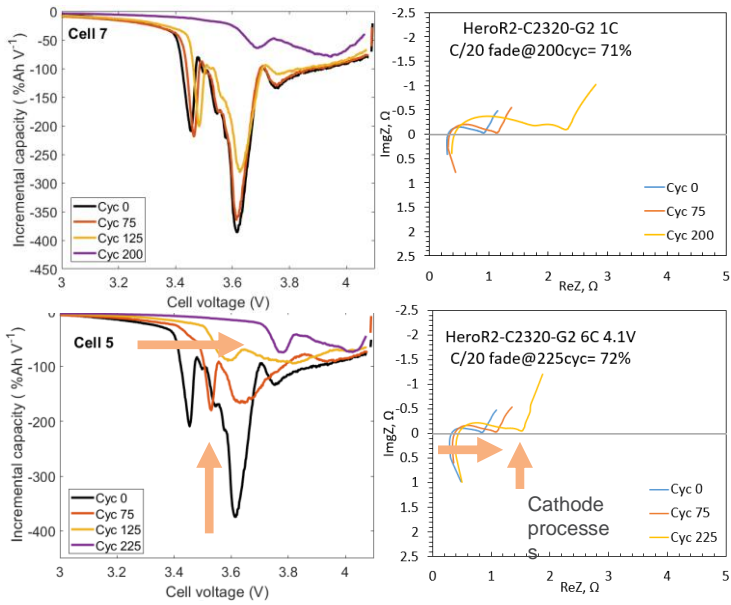 Cell 7
Incremental capacity ( %Ah V⁻¹)
0
-50
-100
-150
-200
-250
-300
-350
-400
-450
Cyc 0
Cyc 75
Cyc 125
Cyc 200
3
3.2
3.4
3.6
3.8
4
Cell voltage (V)
HeroR2-C2320-G2 1C
C/20 fade@200cyc= 71%
ImgZ, Ω
-2.5
-2
-1.5
-1
-0.5
0
0.5
1
1.5
2
2.5
Cyc 0
Cyc 75
Cyc 200
0
1
2
3
4
5
ReZ, Ω
Cell 5
Incremental capacity ( %Ah V⁻¹)
0
-100
-200
-300
-400
Cyc 0
Cyc 75
Cyc 125
Cyc 225
3
3.2
3.4
3.6
3.8
4
Cell voltage (V)
HeroR2-C2320-G2 6C 4.1V
C/20 fade@225cyc= 72%
ImgZ, Ω
-2.5
-2
-1.5
-1
-0.5
0
0.5
1
1.5
2
2.5
Cathode
processe
s
Cyc 0
Cyc 75
Cyc 225
0
1
2
3
4
5
ReZ, Ω